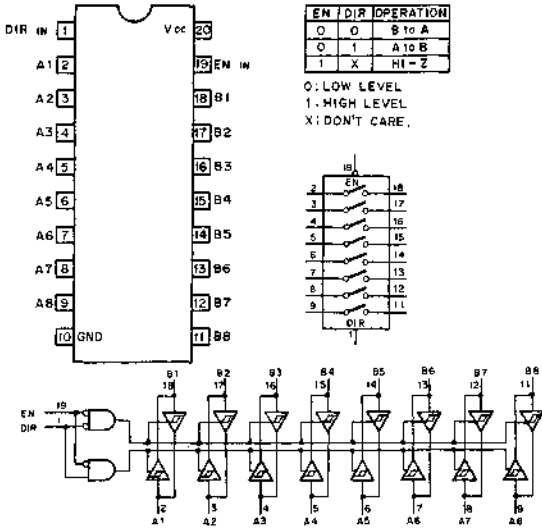 EN DIR OPERATION
0 0 B to A
0 1 A to B
1 X HI-Z
0: LOW LEVEL
1. HIGH LEVEL
X: DON'T CARE.
DIR IN 1 Vcc 20
A1 2 19 EN IN
A2 3 18 B1
A3 4 17 B2
A4 5 16 B3
A5 6 15 B4
A6 7 14 B5
A7 8 13 B6
A8 9 12 B7
10 GND 11 B8
19
EN
2 18
3 17
4 16
5 15
6 14
7 13
8 12
9 11
DIR
1
B1 B2 B3 B4 B5 B6 B7 B8
18 17 16 15 14 13 12 11
EN 19
DIR 1
2 3 4 5 6 7 8 9
A1 A2 A3 A4 A5 A6 A7 A8